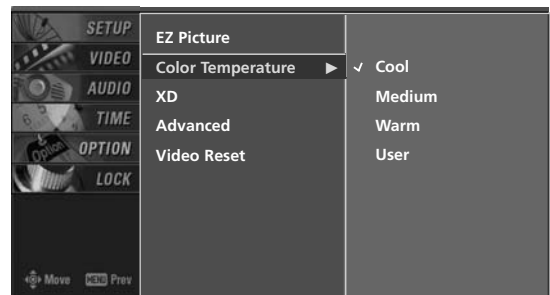 SETUP
VIDEO
AUDIO
TIME
OPTION
LOCK
Move MENU Prev
EZ Picture
Color Temperature ▶
XD
Advanced
Video Reset
✓ Cool
Medium
Warm
User